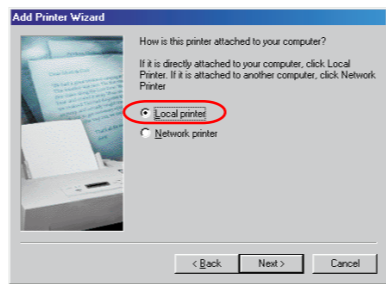 Add Printer Wizard
How is this printer attached to your computer?
If it is directly attached to your computer, click Local
Printer. If it is attached to another computer, click Network
Printer
Local printer
Network printer
< Back Next > Cancel